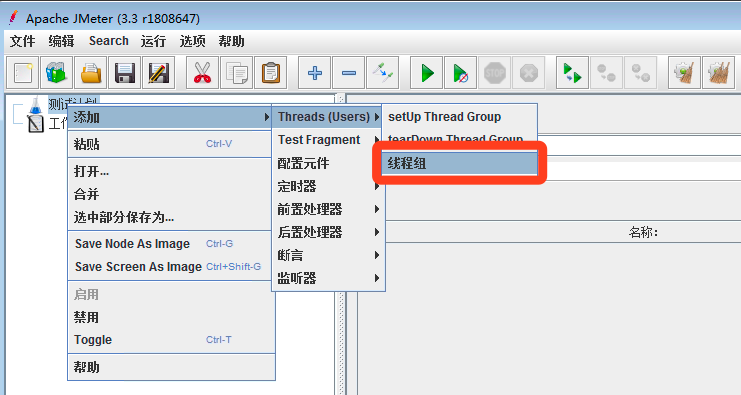 Apache JMeter (3.3 r1808647)
文件 编辑 Search 运行 选项 帮助
测试计划
添加 Threads (Users) setUp Thread Group
tearDown Thread Group
粘贴 Ctrl-V Test Fragment
线程组
配置元件
打开...
定时器
合并
前置处理器
选中部分保存为...
后置处理器
名称:
Save Node As Image Ctrl-G
断言
Save Screen As Image Ctrl+Shift-G
监听器
启用
禁用
Toggle Ctrl-T
帮助